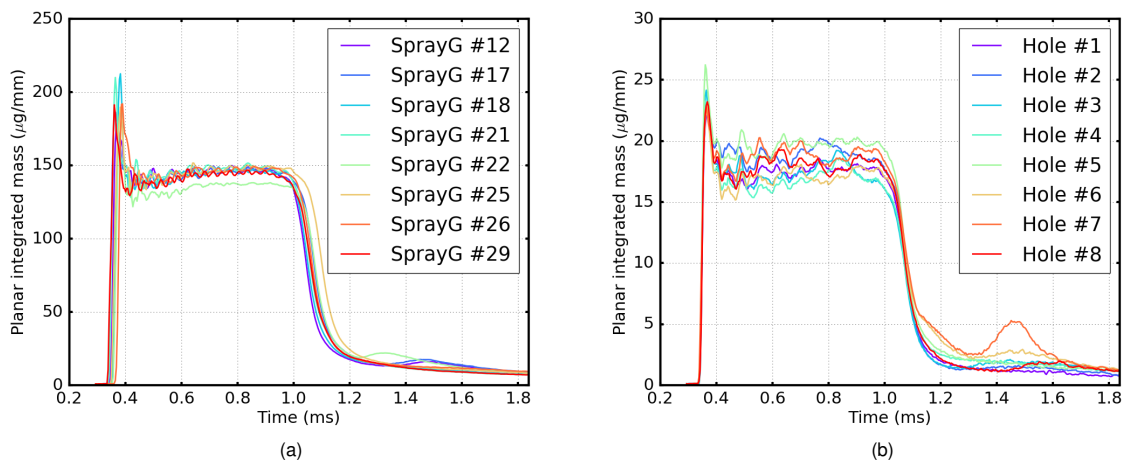 250
200
150
100
50
0
0.2 0.4 0.6 0.8 1.0 1.2 1.4 1.6 1.8
Planar integrated mass (μg/mm)
Time (ms)
SprayG #12
SprayG #17
SprayG #18
SprayG #21
SprayG #22
SprayG #25
SprayG #26
SprayG #29
(a)
30
25
20
15
10
5
0
0.2 0.4 0.6 0.8 1.0 1.2 1.4 1.6 1.8
Planar integrated mass (μg/mm)
Time (ms)
Hole #1
Hole #2
Hole #3
Hole #4
Hole #5
Hole #6
Hole #7
Hole #8
(b)